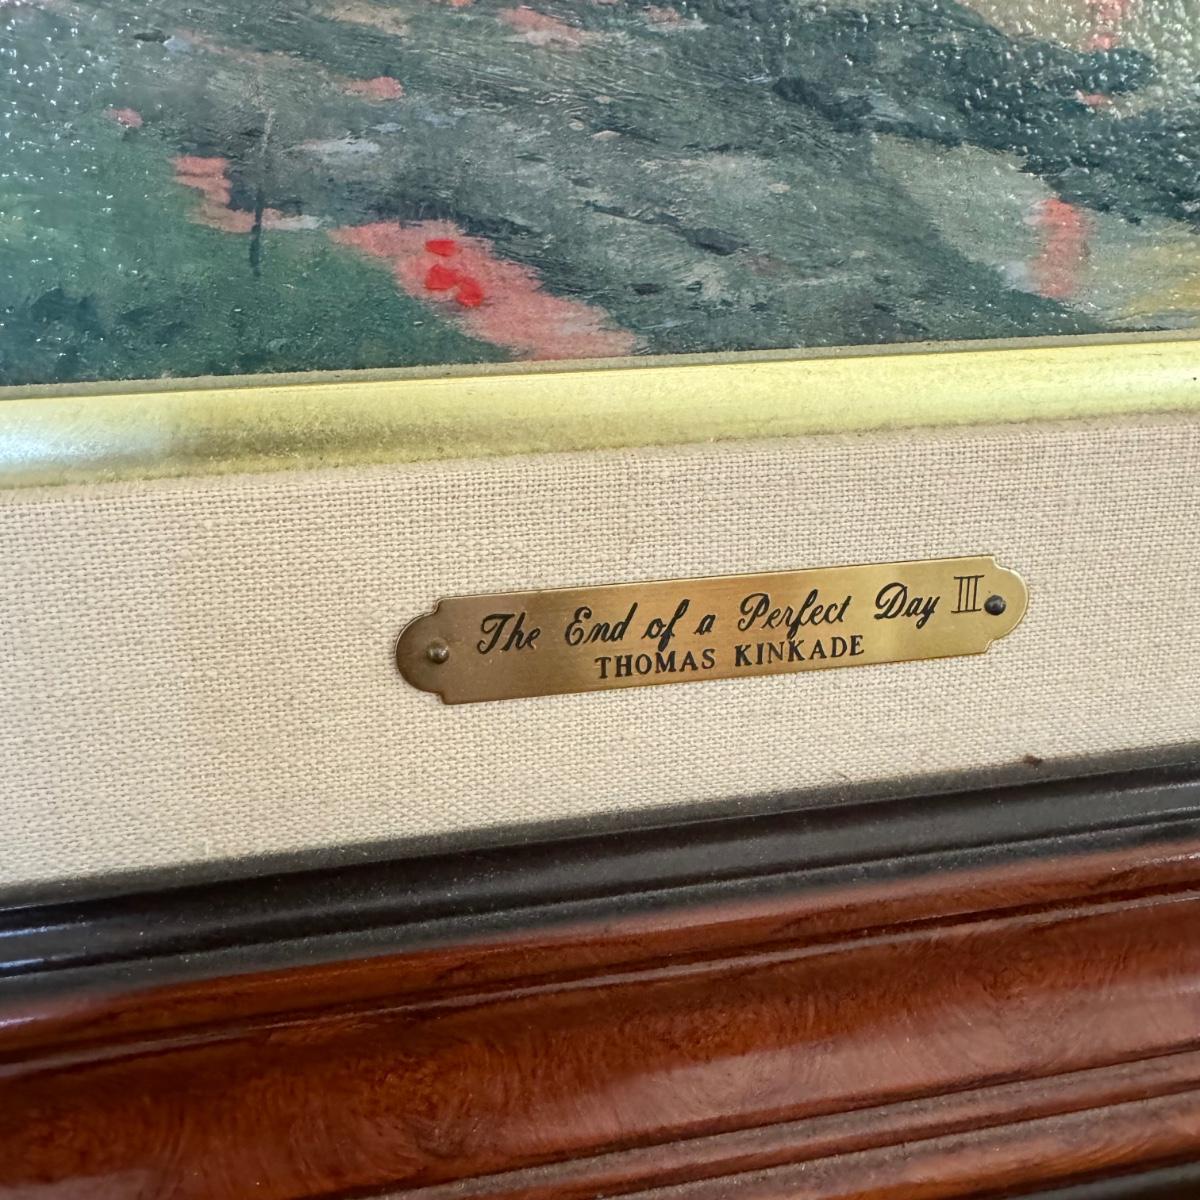 The End of a Perfect Day III
THOMAS KINKADE